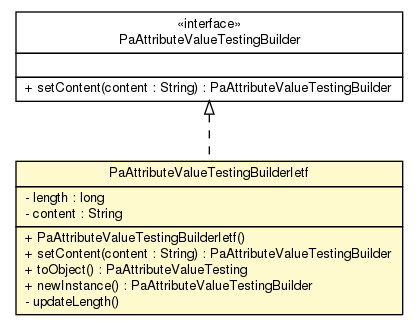 «interface»
PaAttributeValueTestingBuilder
+ setContent(content : String) : PaAttributeValueTestingBuilder
PaAttributeValueTestingBuilderIetf
- length : long
- content : String
+ PaAttributeValueTestingBuilderIetf()
+ setContent(content : String) : PaAttributeValueTestingBuilder
+ toObject() : PaAttributeValueTesting
+ newInstance() : PaAttributeValueTestingBuilder
- updateLength()